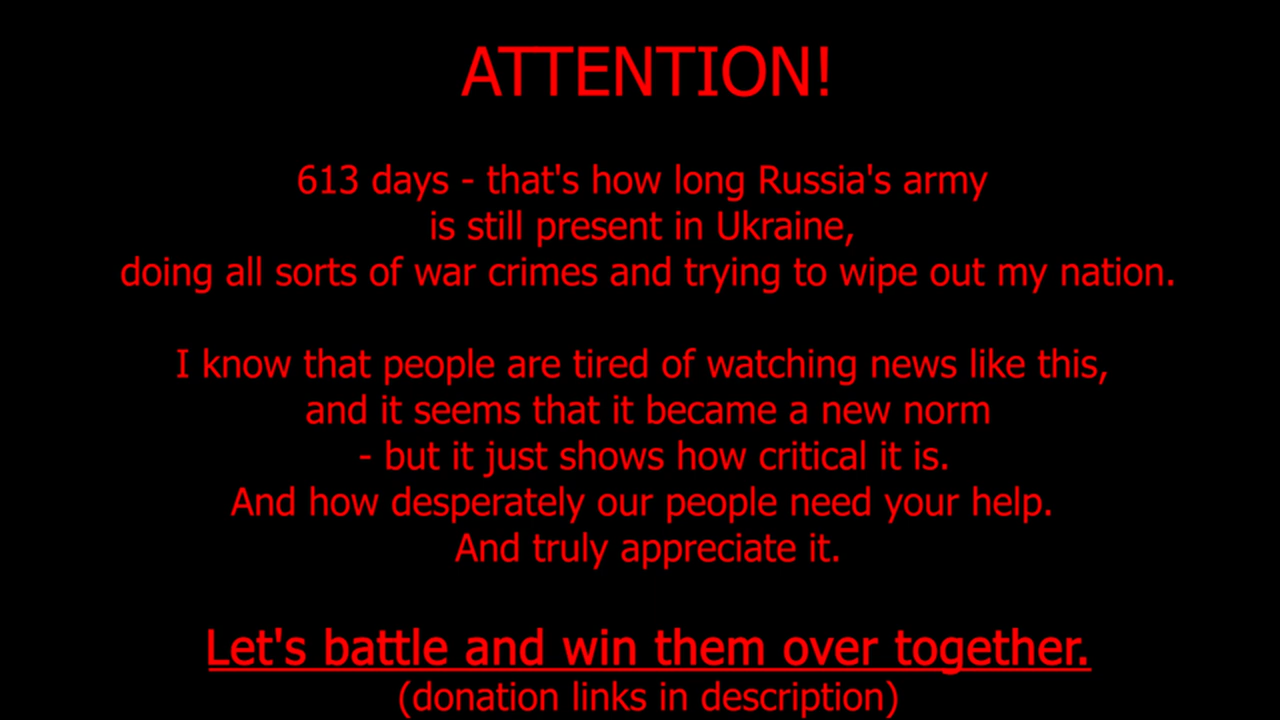 ATTENTION!
613 days - that's how long Russia's army
is still present in Ukraine,
doing all sorts of war crimes and trying to wipe out my nation.
I know that people are tired of watching news like this,
and it seems that it became a new norm
- but it just shows how critical it is.
And how desperately our people need your help.
And truly appreciate it.
Let's battle and win them over together.
(donation links in description)